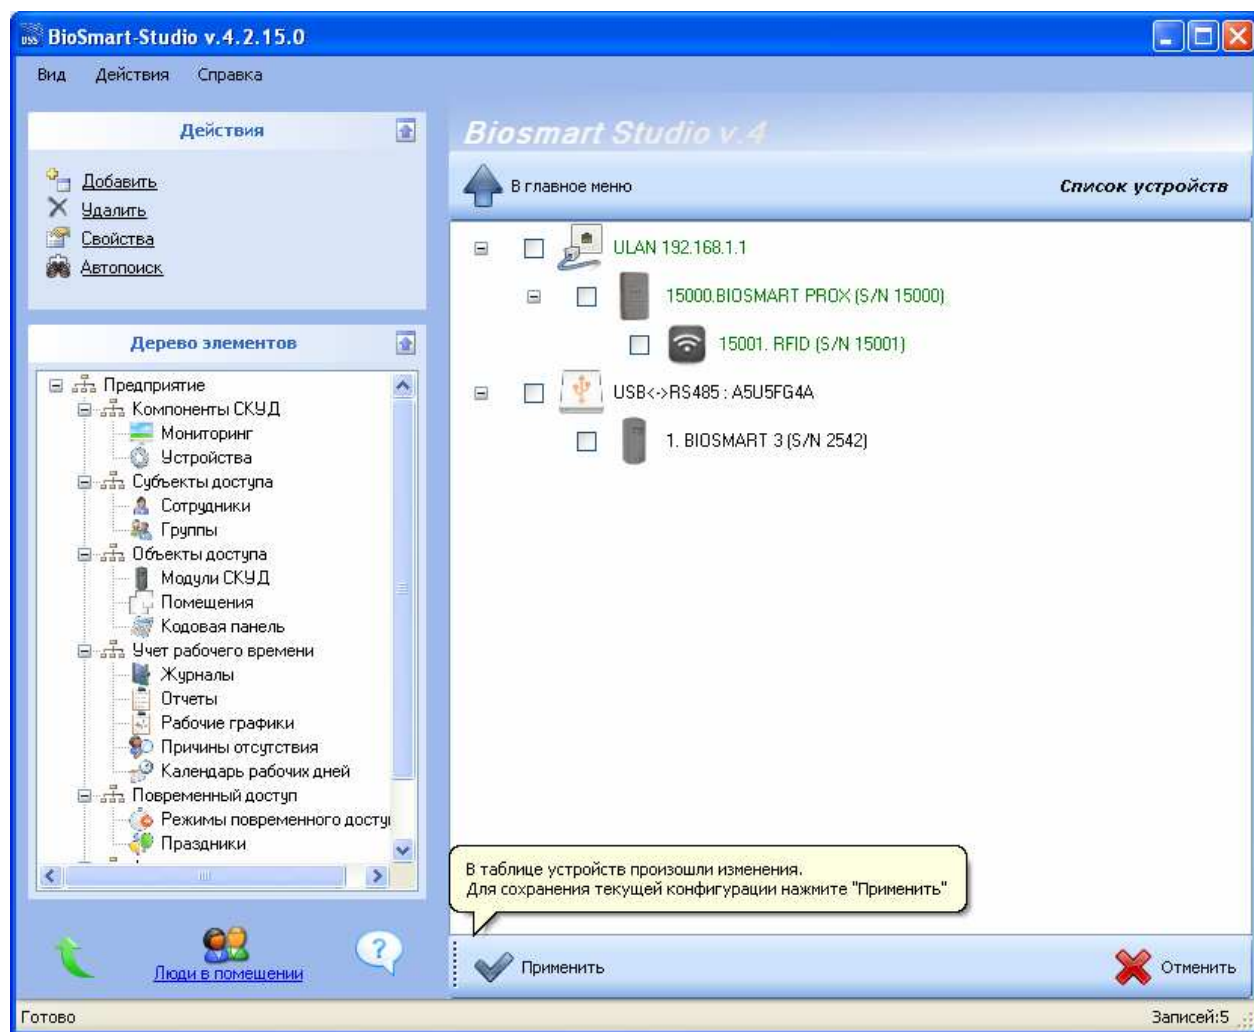 BioSmart-Studio v.4.2.15.0
Вид Действия Справка
Действия
Добавить
Удалить
Свойства
Автопоиск
Дерево элементов
Предприятие
Компоненты СКУД
Мониторинг
Устройства
Субъекты доступа
Сотрудники
Группы
Объекты доступа
Модули СКУД
Помещения
Кодовая панель
Учет рабочего времени
Журналы
Отчеты
Рабочие графики
Причины отсутствия
Календарь рабочих дней
Повременный доступ
Режимы повременного досту
Праздники
Люди в помещении
Biosmart Studio v.4
В главное меню
Список устройств
ULAN 192.168.1.1
15000.BIOSMART PROX (S/N 15000)
15001. RFID (S/N 15001)
USB<->RS485 : A5U5FG4A
1. BIOSMART 3 (S/N 2542)
В таблице устройств произошли изменения.
Для сохранения текущей конфигурации нажмите "Применить"
Применить
Отменить
Готово
Записей:5